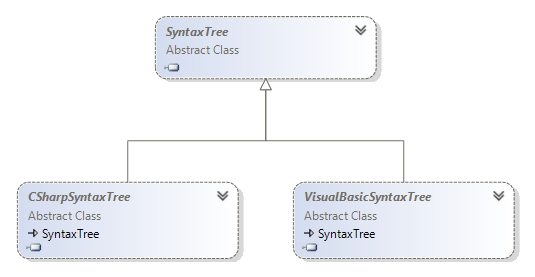 SyntaxTree
Abstract Class
CSharpSyntaxTree
Abstract Class
SyntaxTree
VisualBasicSyntaxTree
Abstract Class
SyntaxTree